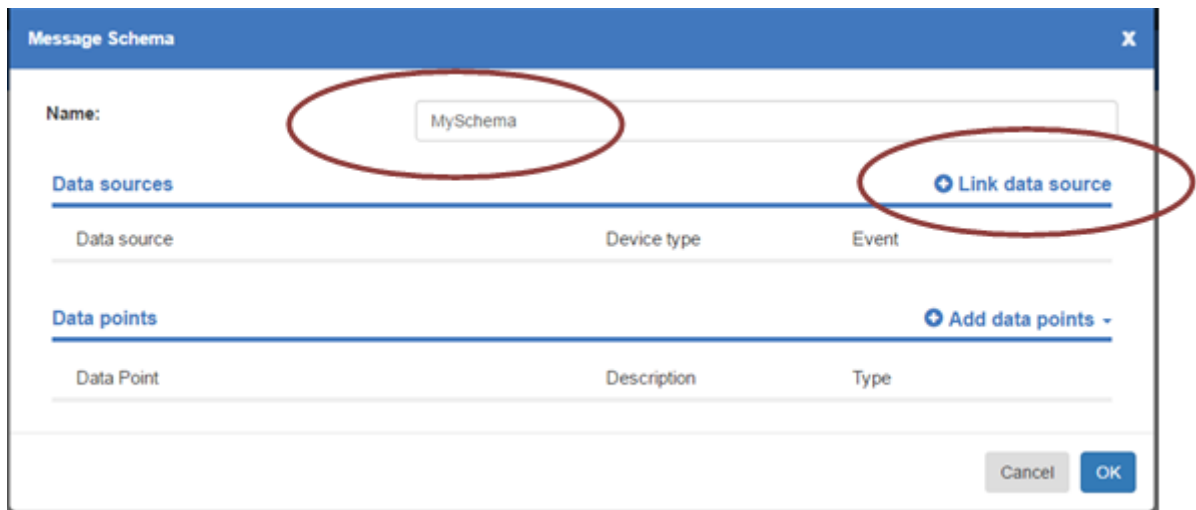 Message Schema x
Name: MySchema
Data sources Link data source
Data source Device type Event
Data points Add data points
Data Point Description Type
Cancel OK